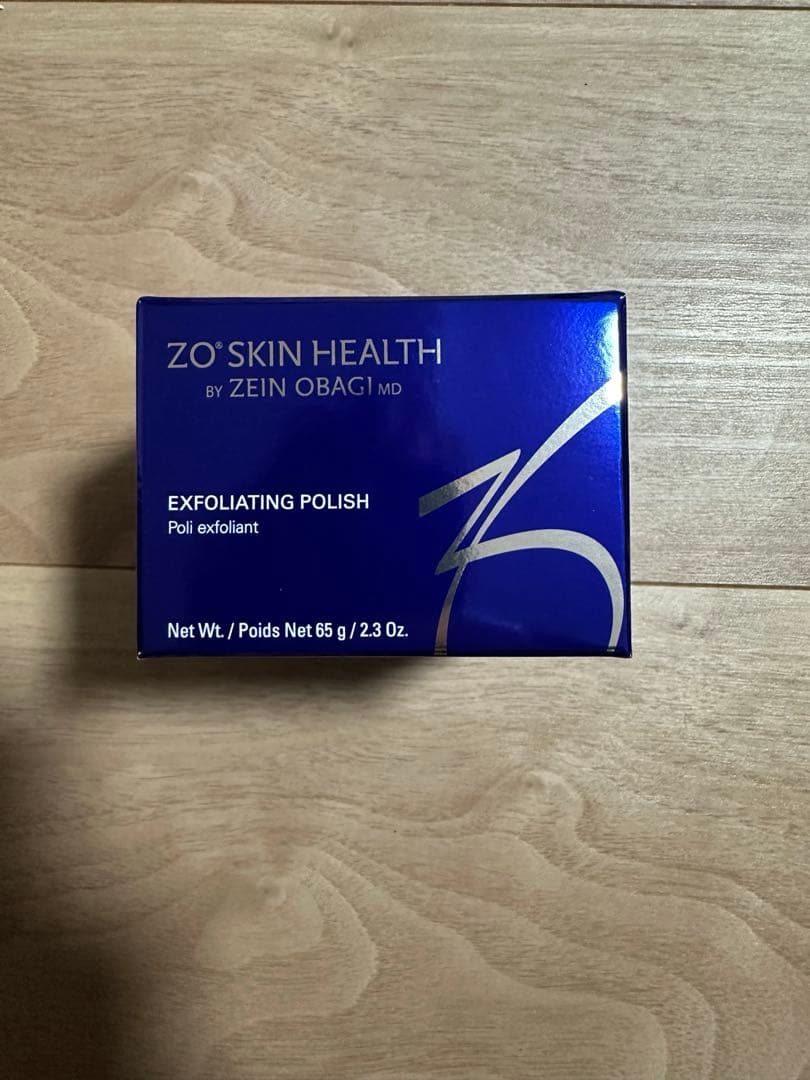 ZO® SKIN HEALTH
BY ZEIN OBAGI MD
EXFOLIATING POLISH
Poli exfoliant
Net Wt. / Poids Net 65 g / 2.3 Oz.